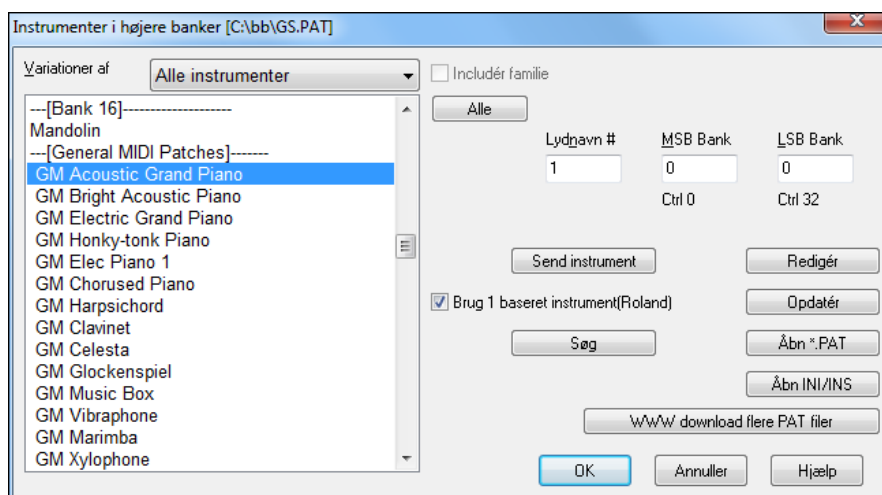 Instrumenter i højere banker [C:\bb\GS.PAT]
Variationer af
Alle instrumenter
Includér familie
Alle
---[Bank 16]--------------------
Mandolin
---[General MIDI Patches]-------
GM Acoustic Grand Piano
GM Bright Acoustic Piano
GM Electric Grand Piano
GM Honky-tonk Piano
GM Elec Piano 1
GM Chorused Piano
GM Harpsichord
GM Clavinet
GM Celesta
GM Glockenspiel
GM Music Box
GM Vibraphone
GM Marimba
GM Xylophone
Lydnavn #
MSB Bank
LSB Bank
1
0
0
Ctrl 0
Ctrl 32
Send instrument
Redigér
Brug 1 baseret instrument(Roland)
Opdatér
Søg
Åbn *.PAT
Åbn INI/INS
WWW download flere PAT filer
OK
Annuller
Hjælp